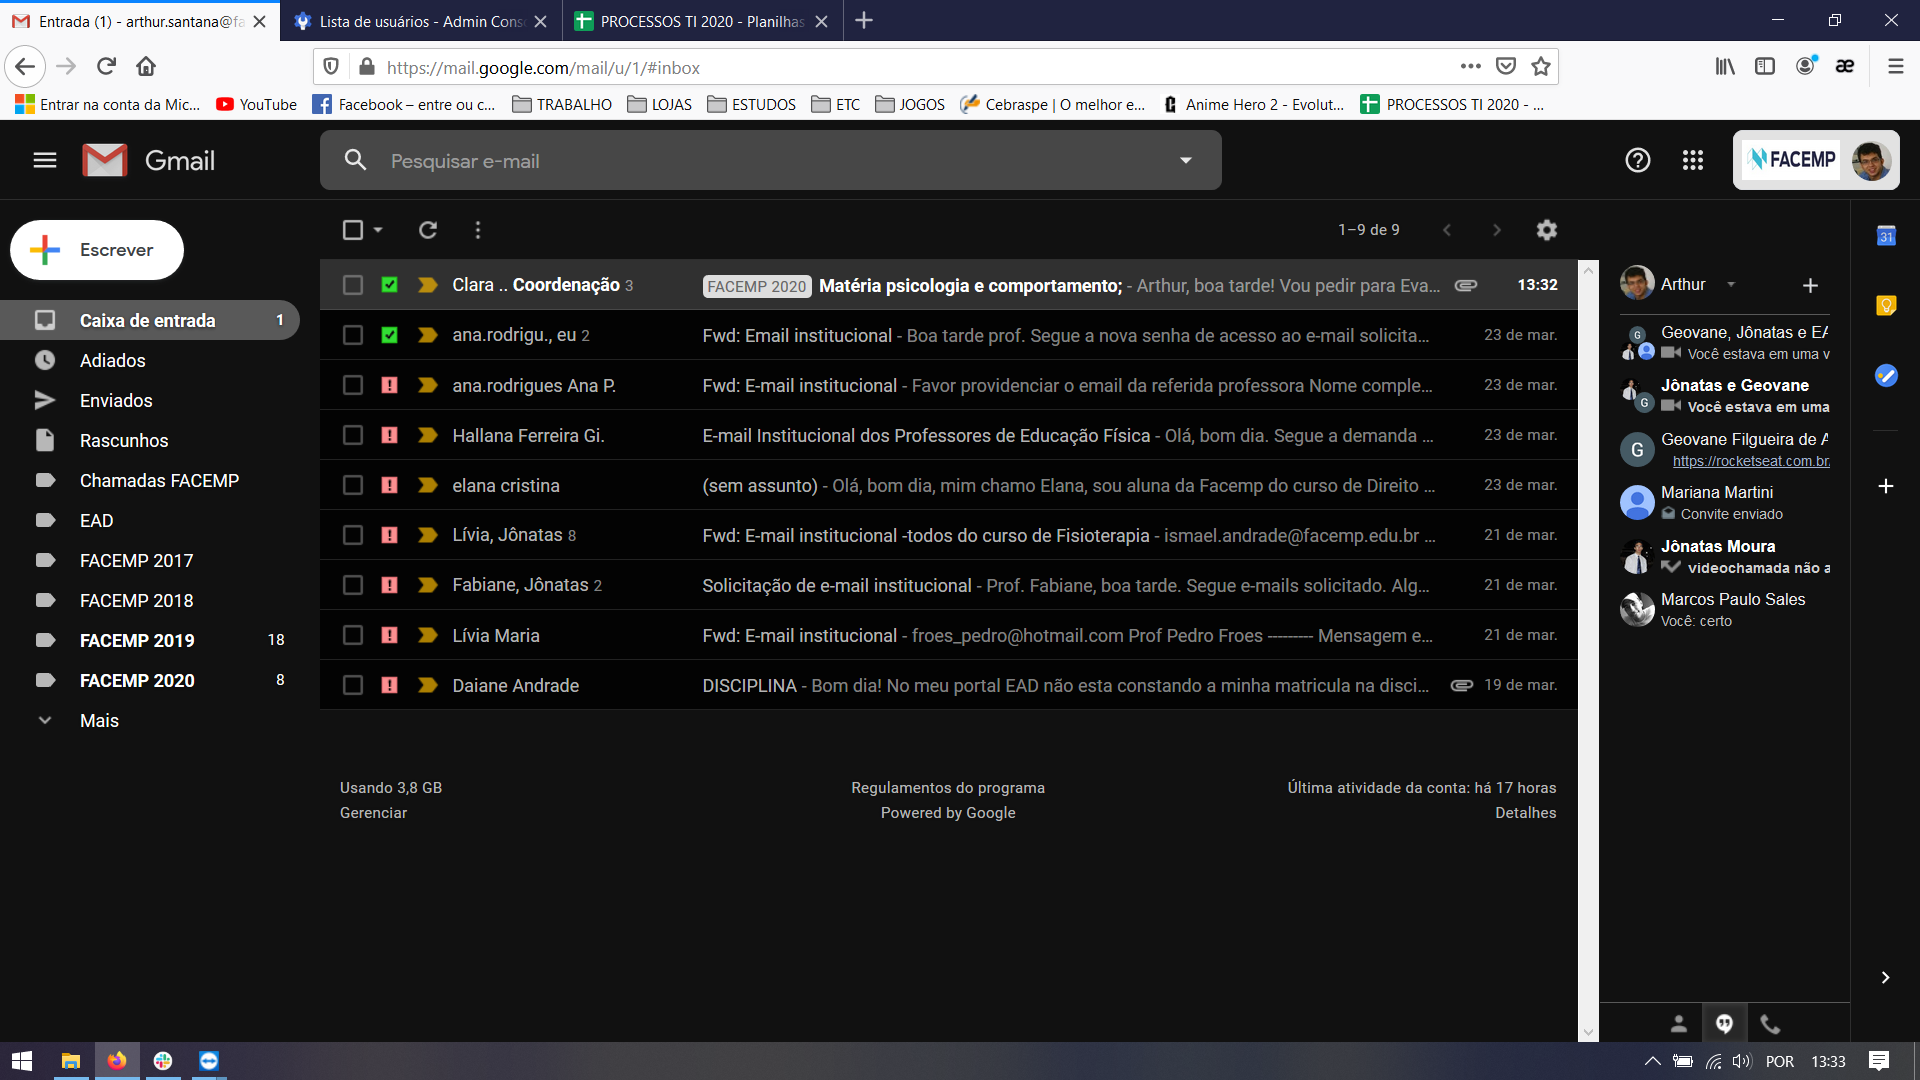 Entrada (1) - arthur.santana@fa
Lista de usuários - Admin Cons
PROCESSOS TI 2020 - Planilhas
https://mail.google.com/mail/u/1/#inbox
Entrar na conta da Mic...
YouTube
Facebook – entre ou c...
TRABALHO
LOJAS
ESTUDOS
ETC
JOGOS
Cebraspe | O melhor e...
Anime Hero 2 - Evolut...
PROCESSOS TI 2020 - ...
Gmail
Pesquisar e-mail
FACEMP
Escrever
1–9 de 9
31
Caixa de entrada 1
Adiados
Enviados
Rascunhos
Chamadas FACEMP
EAD
FACEMP 2017
FACEMP 2018
FACEMP 2019 18
FACEMP 2020 8
Mais
Clara .. Coordenação 3 FACEMP 2020 Matéria psicologia e comportamento; - Arthur, boa tarde! Vou pedir para Eva... 13:32
ana.rodrigu., eu 2 Fwd: Email institucional - Boa tarde prof. Segue a nova senha de acesso ao e-mail solicita... 23 de mar.
ana.rodrigues Ana P. Fwd: E-mail institucional - Favor providenciar o email da referida professora Nome comple... 23 de mar.
Hallana Ferreira Gi. E-mail Institucional dos Professores de Educação Física - Olá, bom dia. Segue a demanda ... 23 de mar.
elana cristina (sem assunto) - Olá, bom dia, mim chamo Elana, sou aluna da Facemp do curso de Direito ... 23 de mar.
Lívia, Jônatas 8 Fwd: E-mail institucional -todos do curso de Fisioterapia - ismael.andrade@facemp.edu.br ... 21 de mar.
Fabiane, Jônatas 2 Solicitação de e-mail institucional - Prof. Fabiane, boa tarde. Segue e-mails solicitado. Alg... 21 de mar.
Lívia Maria Fwd: E-mail institucional - froes_pedro@hotmail.com Prof Pedro Froes --------- Mensagem e... 21 de mar.
Daiane Andrade DISCIPLINA - Bom dia! No meu portal EAD não esta constando a minha matricula na disci... 19 de mar.
Usando 3,8 GB
Gerenciar
Regulamentos do programa
Powered by Google
Última atividade da conta: há 17 horas
Detalhes
Arthur
G
Geovane, Jônatas e EA
Você estava em uma v
Jônatas e Geovane
G
Você estava em uma
G
Geovane Filgueira de A
https://rocketseat.com.br.
Mariana Martini
Convite enviado
Jônatas Moura
videochamada não a
Marcos Paulo Sales
Você: certo
POR 13:33